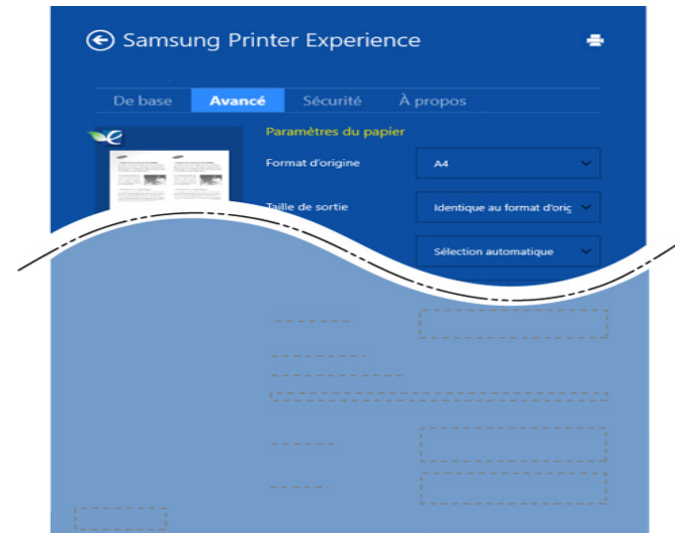 Samsung Printer Experience
De base Avancé Sécurité À propos
Paramètres du papier
Format d'origine A4
Taille de sortie Identique au format d'orig
Sélection automatique